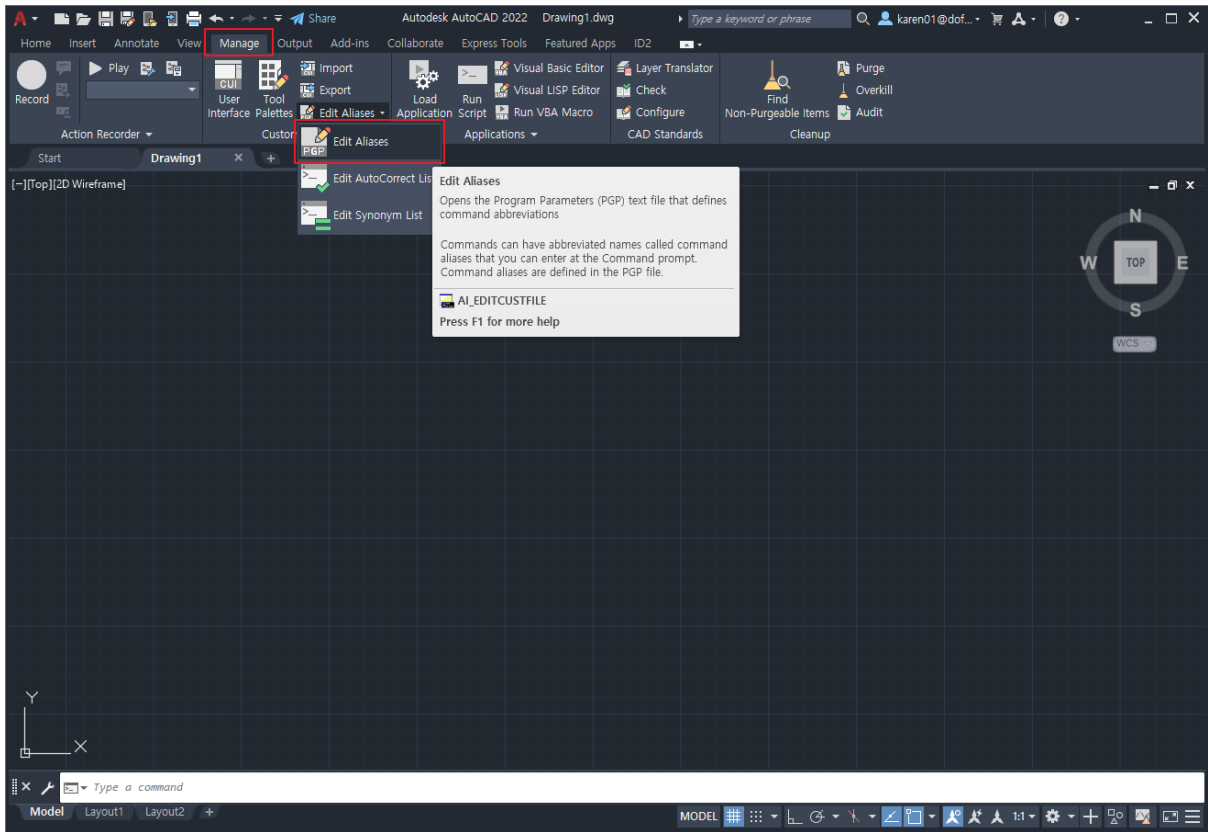 Share
Autodesk AutoCAD 2022 Drawing1.dwg
Type a keyword or phrase
karen01@dof...
Home Insert Annotate View Manage Output Add-ins Collaborate Express Tools Featured Apps ID2
Record
Play
Action Recorder
CUI
User
Interface
Tool
Palettes
Import
Export
Edit Aliases
Custom
Load
Application
Run
Script
Visual Basic Editor
Visual LISP Editor
Run VBA Macro
Applications
Layer Translator
Check
Configure
CAD Standards
Find
Non-Purgeable Items
Purge
Overkill
Audit
Cleanup
PGP
Edit Aliases
Edit AutoCorrect Lis
Edit Synonym List
Start Drawing1
[−][Top][2D Wireframe]
Edit Aliases
Opens the Program Parameters (PGP) text file that defines
command abbreviations
Commands can have abbreviated names called command
aliases that you can enter at the Command prompt.
Command aliases are defined in the PGP file.
AI_EDITCUSTFILE
Press F1 for more help
N
W TOP E
S
WCS
Y
X
Type a command
Model Layout1 Layout2 +
MODEL
1:1